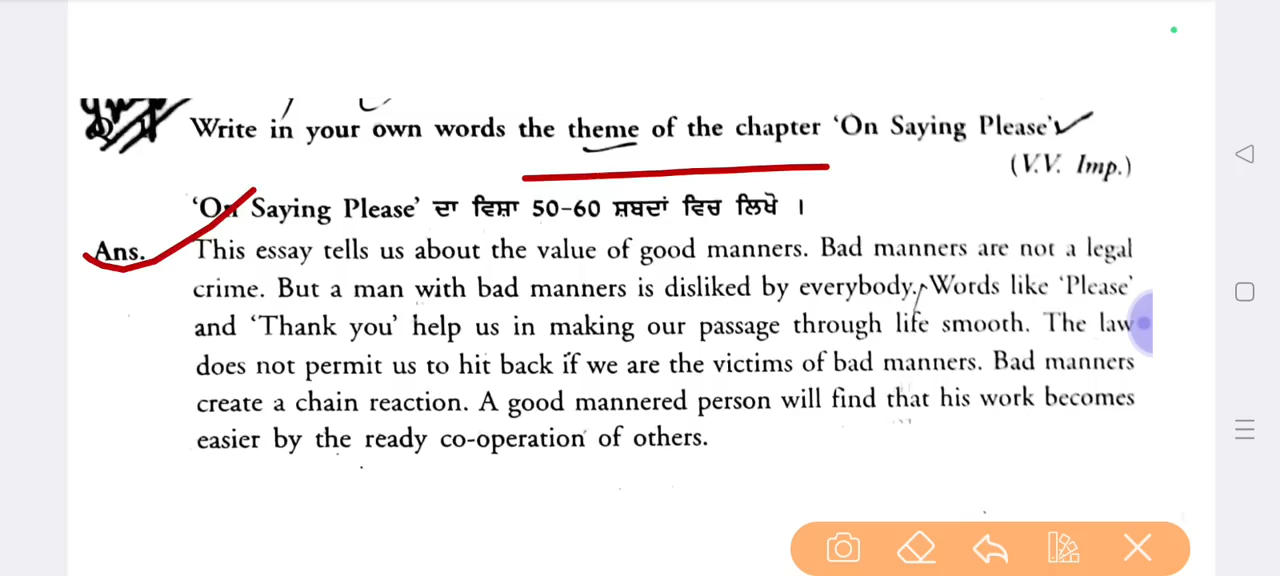 Write in your own words the theme of the chapter 'On Saying Please'
(V.V. Imp.)
'On Saying Please' ਦਾ ਵਿਸ਼ਾ 50-60 ਸ਼ਬਦਾਂ ਵਿਚ ਲਿਖੋ ।
Ans. This essay tells us about the value of good manners. Bad manners are not a legal
crime. But a man with bad manners is disliked by everybody. Words like 'Please'
and 'Thank you' help us in making our passage through life smooth. The law
does not permit us to hit back if we are the victims of bad manners. Bad manners
create a chain reaction. A good mannered person will find that his work becomes
easier by the ready co-operation of others.